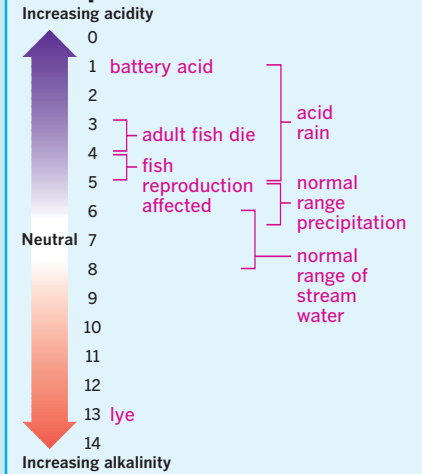 Increasing acidity
0
1 battery acid
2
acid
rain
3
adult fish die
4
fish
reproduction
affected
5
normal
range
precipitation
6
Neutral 7
normal
range of
stream
water
8
9
10
11
12
13 lye
14
Increasing alkalinity